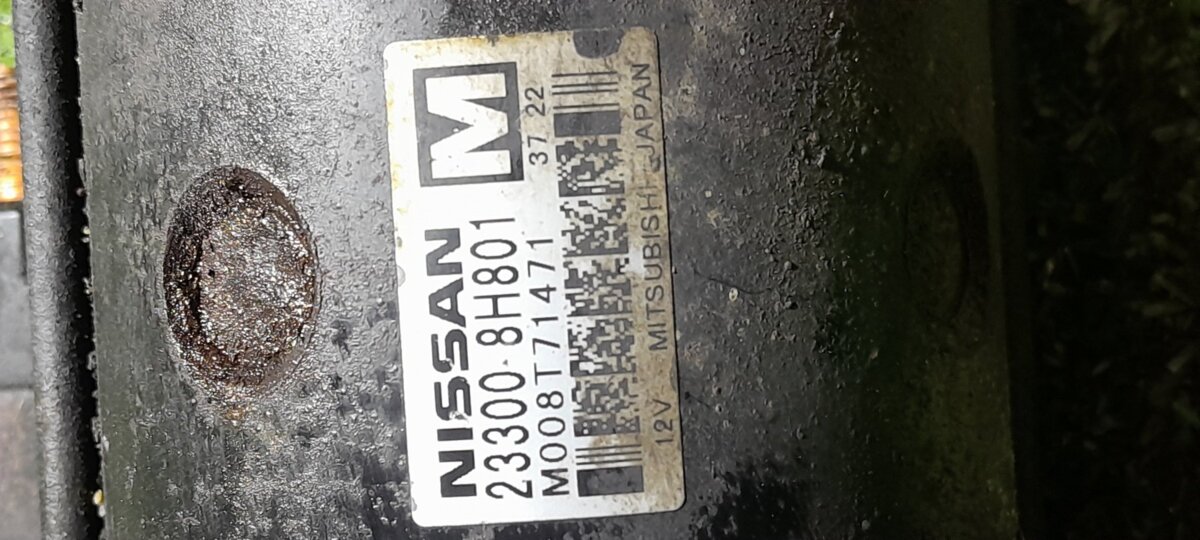 NISSAN M
23300-8H801
M008T71471 37 22
12V MITSUBISHI JAPAN